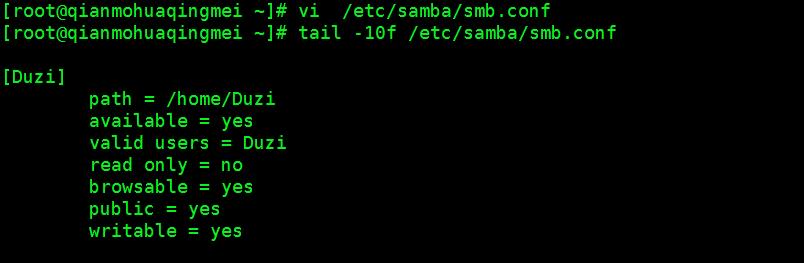 [root@qianmohuaqingmei ~]# vi  /etc/samba/smb.conf
[root@qianmohuaqingmei ~]# tail -10f /etc/samba/smb.conf
[Duzi]
path = /home/Duzi
available = yes
valid users = Duzi
read only = no
browsable = yes
public = yes
writable = yes